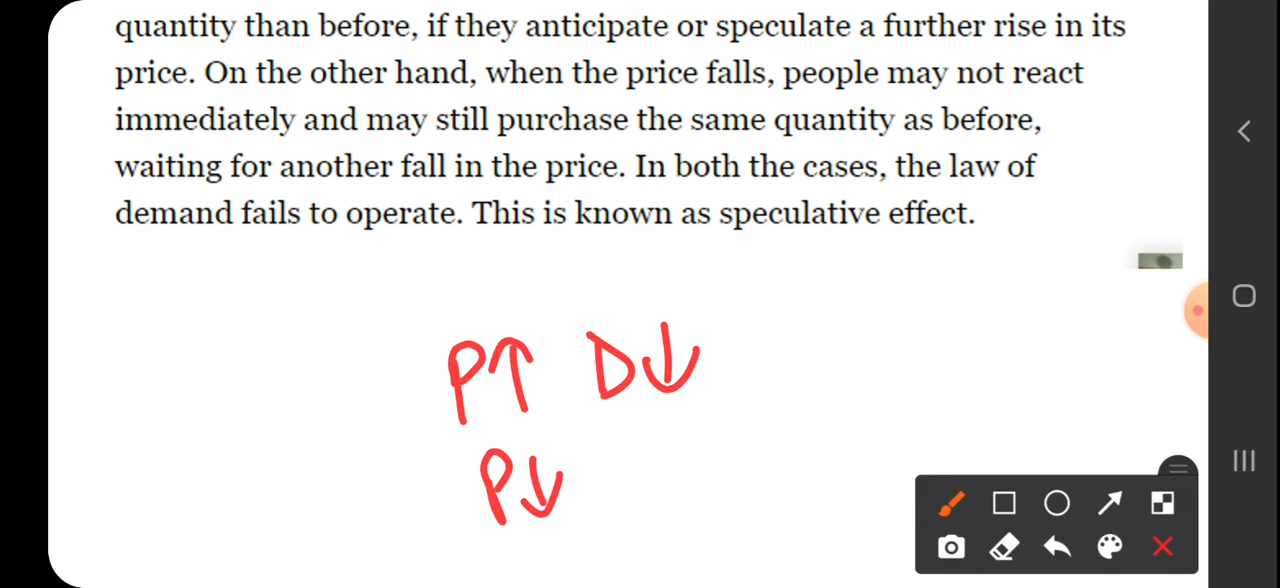 quantity than before, if they anticipate or speculate a further rise in its
price. On the other hand, when the price falls, people may not react
immediately and may still purchase the same quantity as before,
waiting for another fall in the price. In both the cases, the law of
demand fails to operate. This is known as speculative effect.
P↑ D↓
P↓